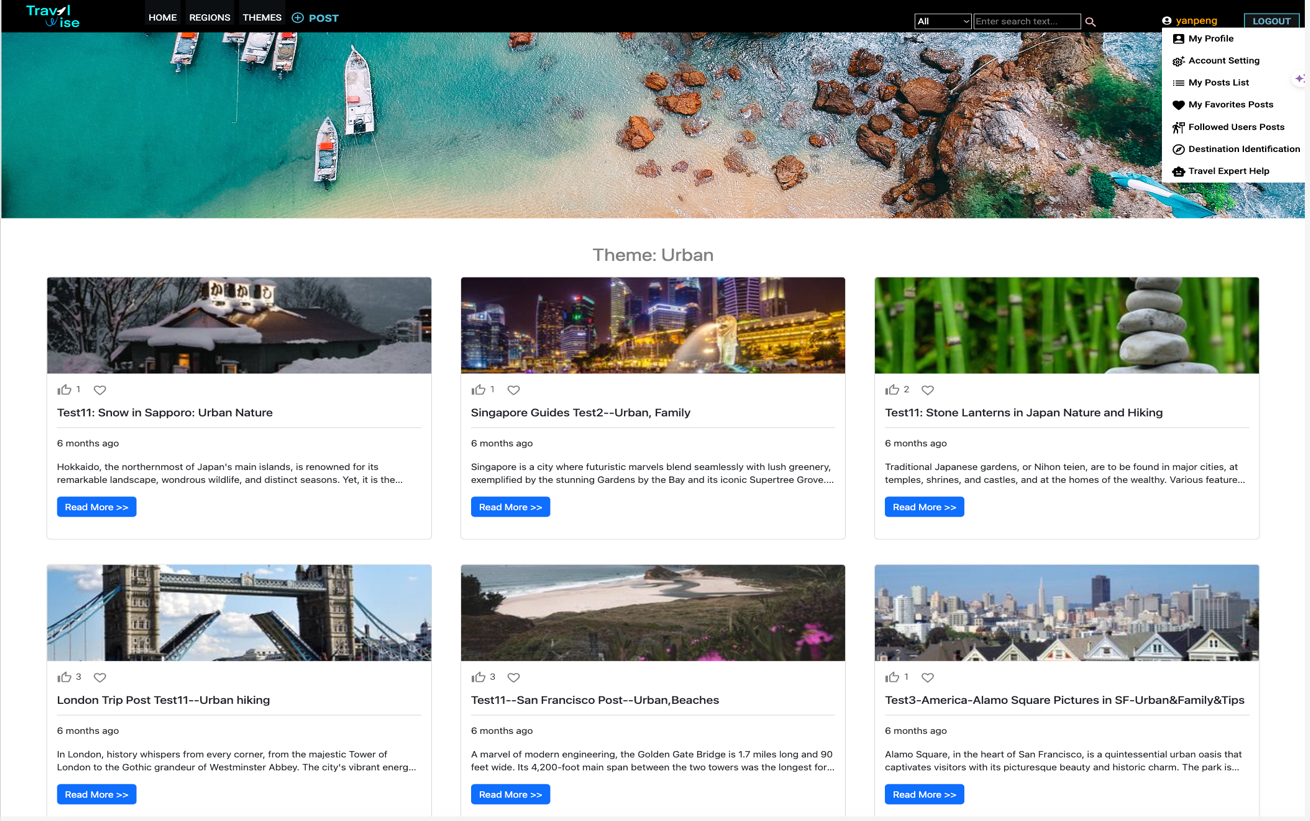 Travel
Wise
HOME REGIONS THEMES POST
All Enter search text...
yanpeng LOGOUT
My Profile
Account Setting
My Posts List
My Favorites Posts
Followed Users Posts
Destination Identification
Travel Expert Help
Theme: Urban
かに
1
Test11: Snow in Sapporo: Urban Nature
6 months ago
Hokkaido, the northernmost of Japan's main islands, is renowned for its
remarkable landscape, wondrous wildlife, and distinct seasons. Yet, it is the...
Read More >>
1
Singapore Guides Test2--Urban, Family
6 months ago
Singapore is a city where futuristic marvels blend seamlessly with lush greenery,
exemplified by the stunning Gardens by the Bay and its iconic Supertree Grove....
Read More >>
2
Test11: Stone Lanterns in Japan Nature and Hiking
6 months ago
Traditional Japanese gardens, or Nihon teien, are to be found in major cities, at
temples, shrines, and castles, and at the homes of the wealthy. Various feature...
Read More >>
3
London Trip Post Test11--Urban hiking
6 months ago
In London, history whispers from every corner, from the majestic Tower of
London to the Gothic grandeur of Westminster Abbey. The city's vibrant energ...
Read More >>
3
Test11--San Francisco Post--Urban,Beaches
6 months ago
A marvel of modern engineering, the Golden Gate Bridge is 1.7 miles long and 90
feet wide. Its 4,200-foot main span between the two towers was the longest for...
Read More >>
1
Test3-America-Alamo Square Pictures in SF-Urban&Family&Tips
6 months ago
Alamo Square, in the heart of San Francisco, is a quintessential urban oasis that
captivates visitors with its picturesque beauty and historic charm. The park is...
Read More >>